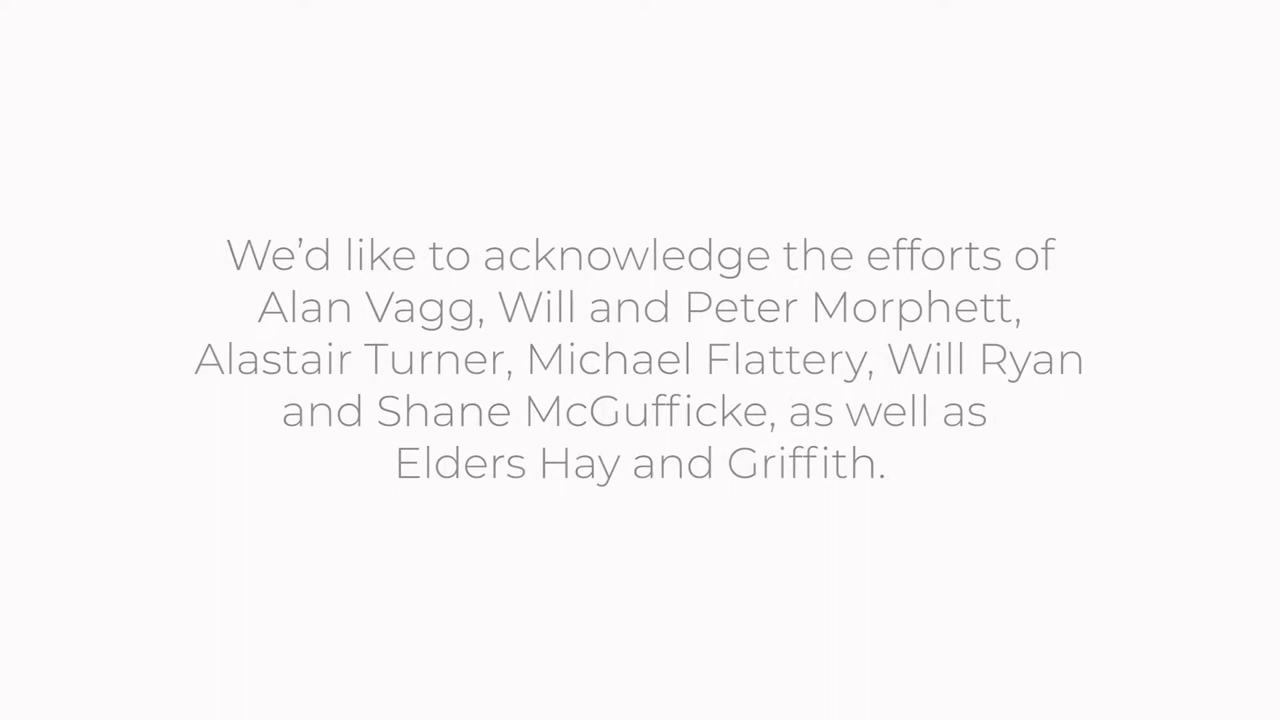 We’d like to acknowledge the efforts of
Alan Vagg, Will and Peter Morphett,
Alastair Turner, Michael Flattery, Will Ryan
and Shane McGufficke, as well as
Elders Hay and Griffith.